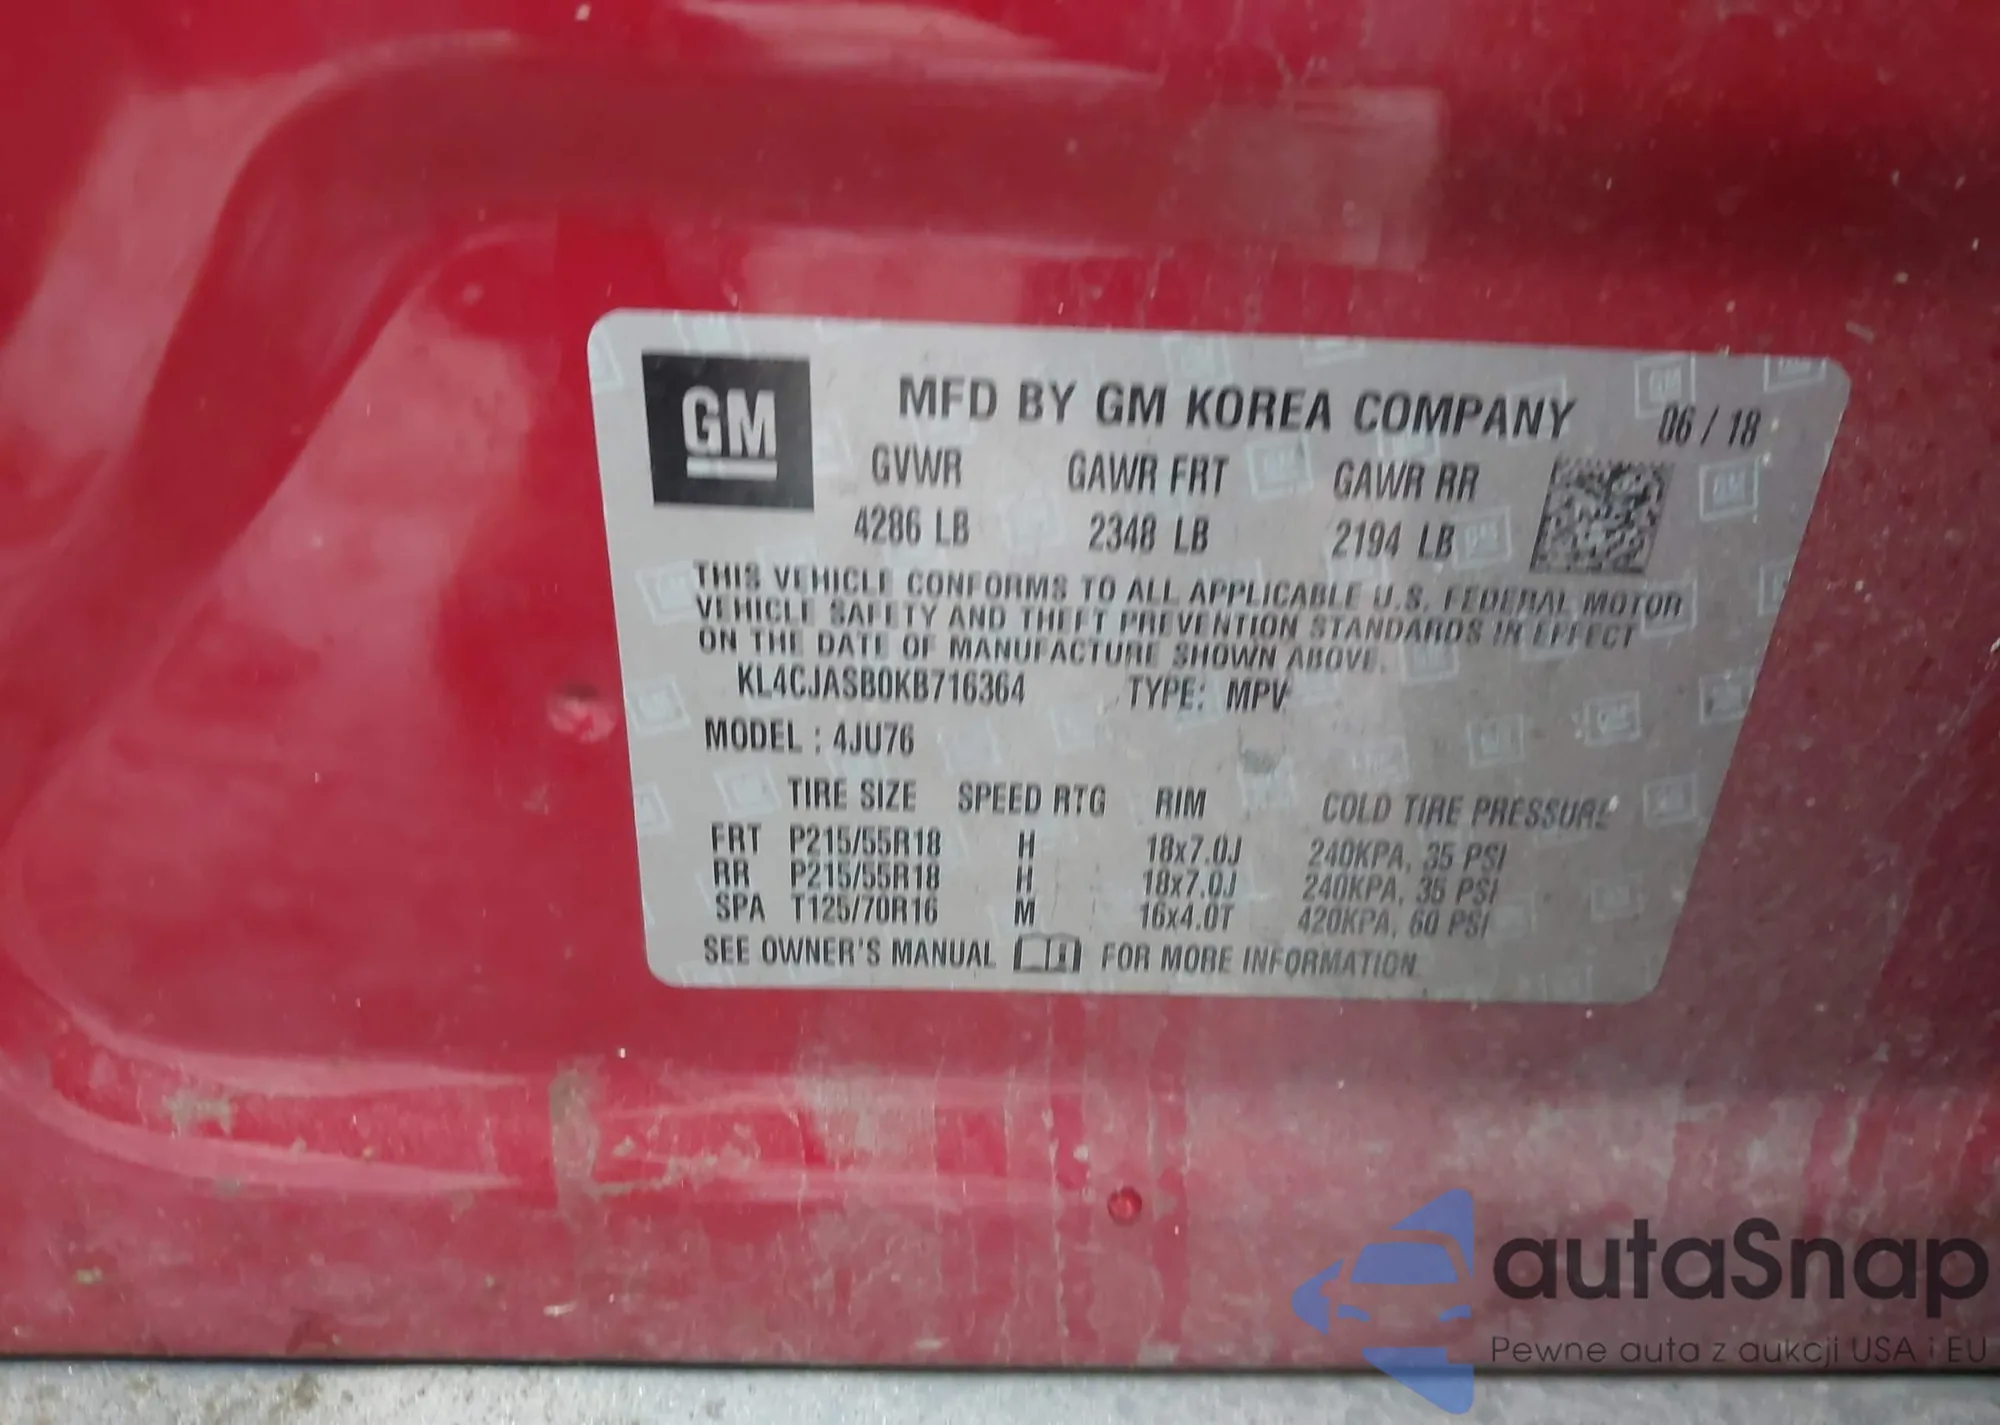 GM
MFD BY GM KOREA COMPANY 06 / 18
GVWR GAWR FRT GAWR RR
4286 LB 2348 LB 2194 LB
THIS VEHICLE CONFORMS TO ALL APPLICABLE U.S. FEDERAL MOTOR
VEHICLE SAFETY AND THEFT PREVENTION STANDARDS IN EFFECT
ON THE DATE OF MANUFACTURE SHOWN ABOVE.
KL4CJASB0KB716364 TYPE: MPV
MODEL : 4JU76
TIRE SIZE SPEED RTG RIM COLD TIRE PRESSURE
FRT P215/55R18 H 18x7.0J 240KPA, 35 PSI
RR P215/55R18 H 18x7.0J 240KPA, 35 PSI
SPA T125/70R16 M 16x4.0T 420KPA, 60 PSI
SEE OWNER'S MANUAL FOR MORE INFORMATION
autaSnap
Pewne auta z aukcji USA i EU